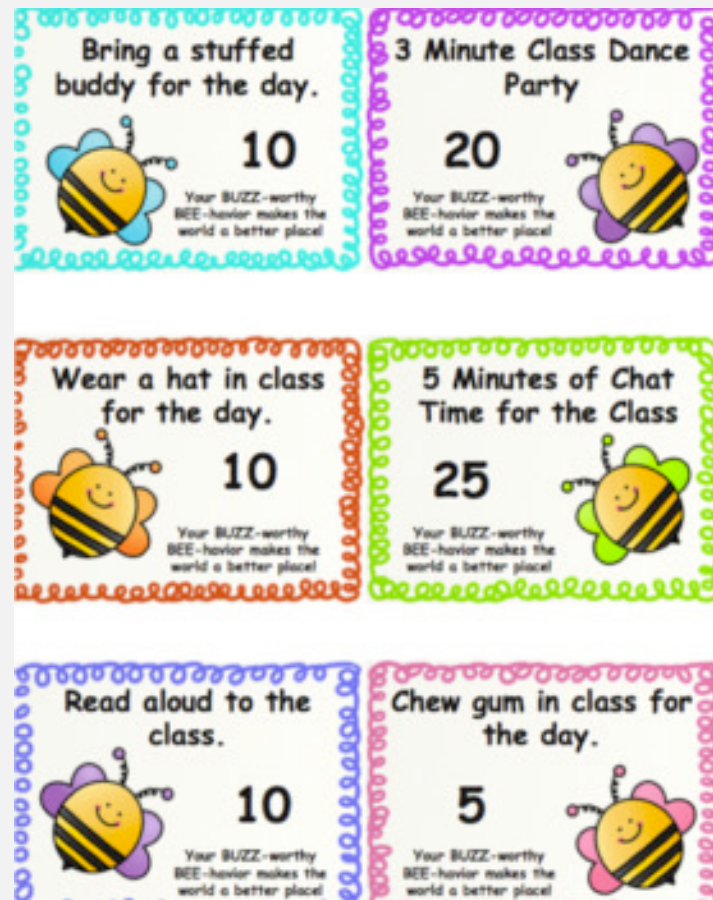 Bring a stuffed
buddy for the day.
10
Your BUZZ-worthy
BEE-havior makes the
world a better place!
3 Minute Class Dance
Party
20
Your BUZZ-worthy
BEE-havior makes the
world a better place!
Wear a hat in class
for the day.
10
Your BUZZ-worthy
BEE-havior makes the
world a better place!
5 Minutes of Chat
Time for the Class
25
Your BUZZ-worthy
BEE-havior makes the
world a better place!
Read aloud to the
class.
10
Your BUZZ-worthy
BEE-havior makes the
world a better place!
Chew gum in class for
the day.
5
Your BUZZ-worthy
BEE-havior makes the
world a better place!